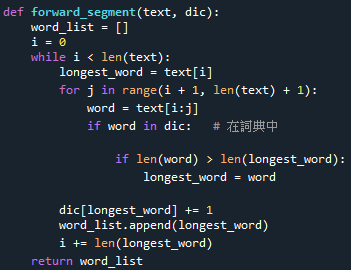 def forward_segment(text, dic):
    word_list = []
    i = 0
    while i < len(text):
        longest_word = text[i]
        for j in range(i + 1, len(text) + 1):
            word = text[i:j]
            if word in dic:   # 在詞典中
                if len(word) > len(longest_word):
                    longest_word = word
        dic[longest_word] += 1
        word_list.append(longest_word)
        i += len(longest_word)
    return word_list